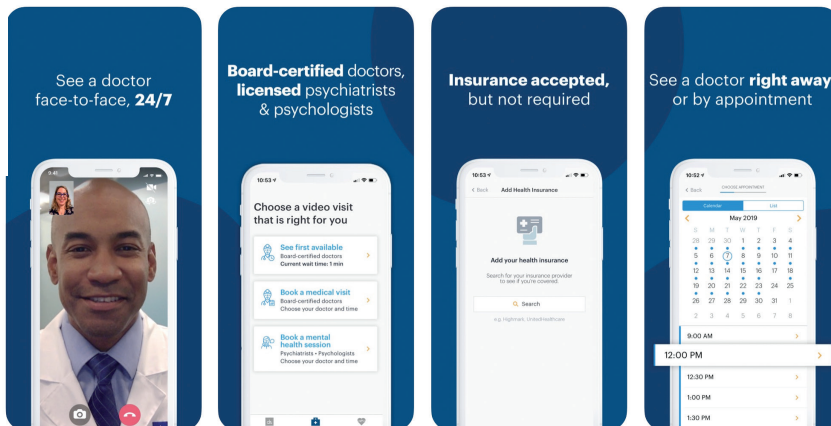 See a doctor
face-to-face, 24/7
9:41
Board-certified doctors,
licensed psychiatrists
& psychologists
10:53
Choose a video visit
that is right for you
See first available
Board-certified doctors
Current wait time: 1 min
Book a medical visit
Board-certified doctors
Choose your doctor and time
Book a mental
health session
Psychiatrists • Psychologists
Choose your doctor and time
Insurance accepted,
but not required
10:53
< Back Add Health Insurance
Add your health insurance
Search for your insurance provider
to see if you're covered.
Search
e.g. Highmark, UnitedHealthcare
See a doctor right away
or by appointment
10:52
< Back CHOOSE APPOINTMENT
Calendar List
< May 2019 >
S M T W T F S
28 29 30 1 2 3 4
5 6 7 8 9 10 11
12 13 14 15 16 17 18
19 20 21 22 23 24 25
26 27 28 29 30 31 1
2 3 4 5 6 7 8
9:00 AM
12:00 PM
12:30 PM
1:00 PM
1:30 PM